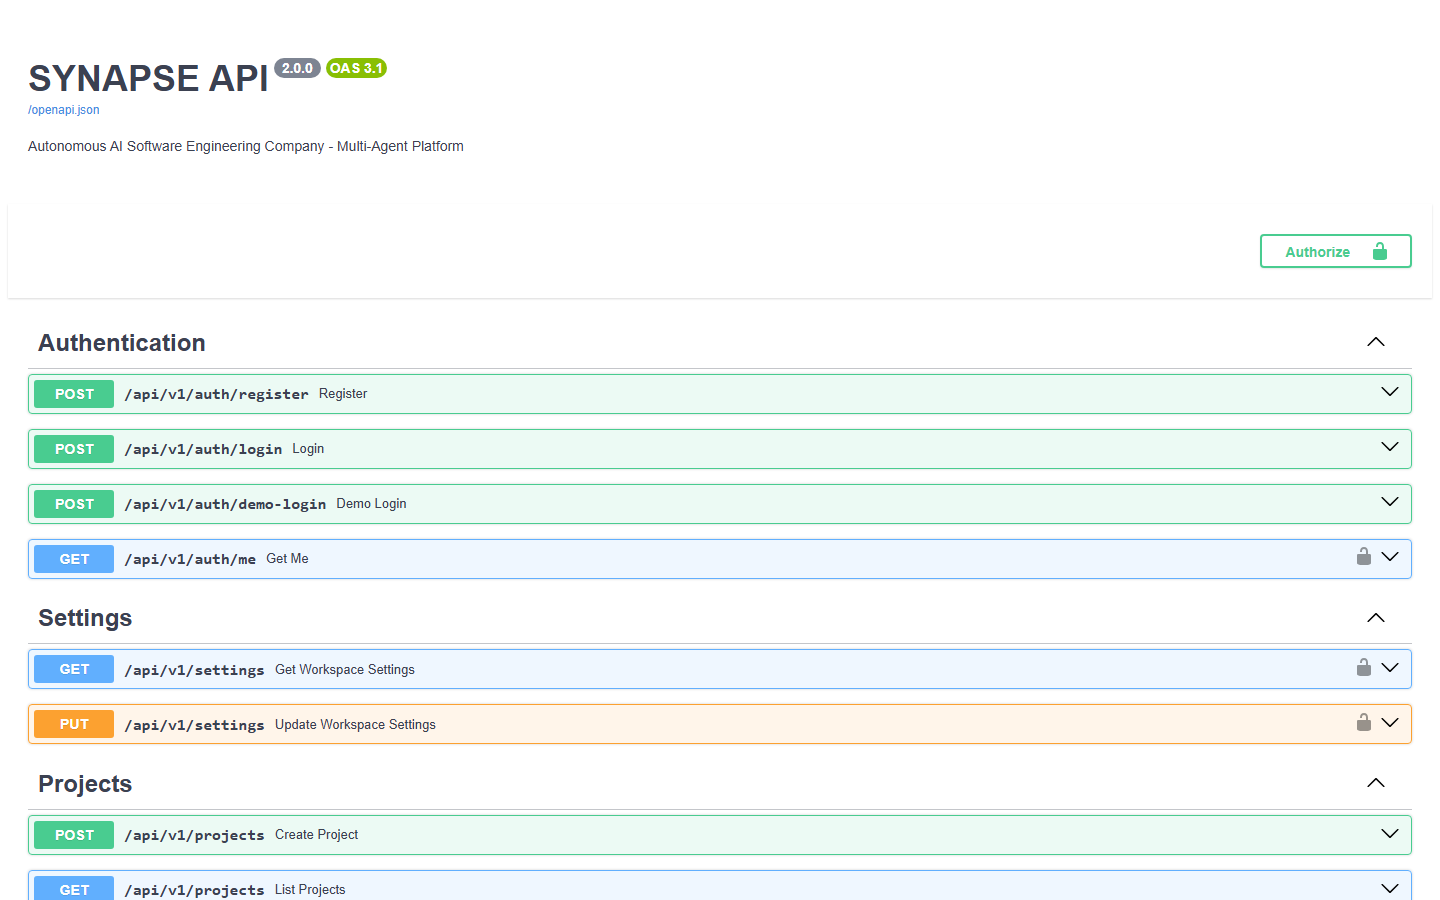 SYNAPSE API 2.0.0 OAS 3.1
/openapi.json
Autonomous AI Software Engineering Company - Multi-Agent Platform
Authorize
Authentication
POST /api/v1/auth/register Register
POST /api/v1/auth/login Login
POST /api/v1/auth/demo-login Demo Login
GET /api/v1/auth/me Get Me
Settings
GET /api/v1/settings Get Workspace Settings
PUT /api/v1/settings Update Workspace Settings
Projects
POST /api/v1/projects Create Project
GET /api/v1/projects List Projects